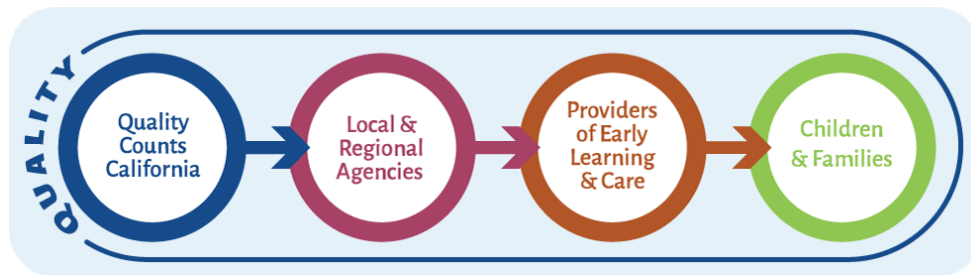 QUALITY
Quality
Counts
California
Local &
Regional
Agencies
Providers
of Early
Learning
& Care
Children
& Families